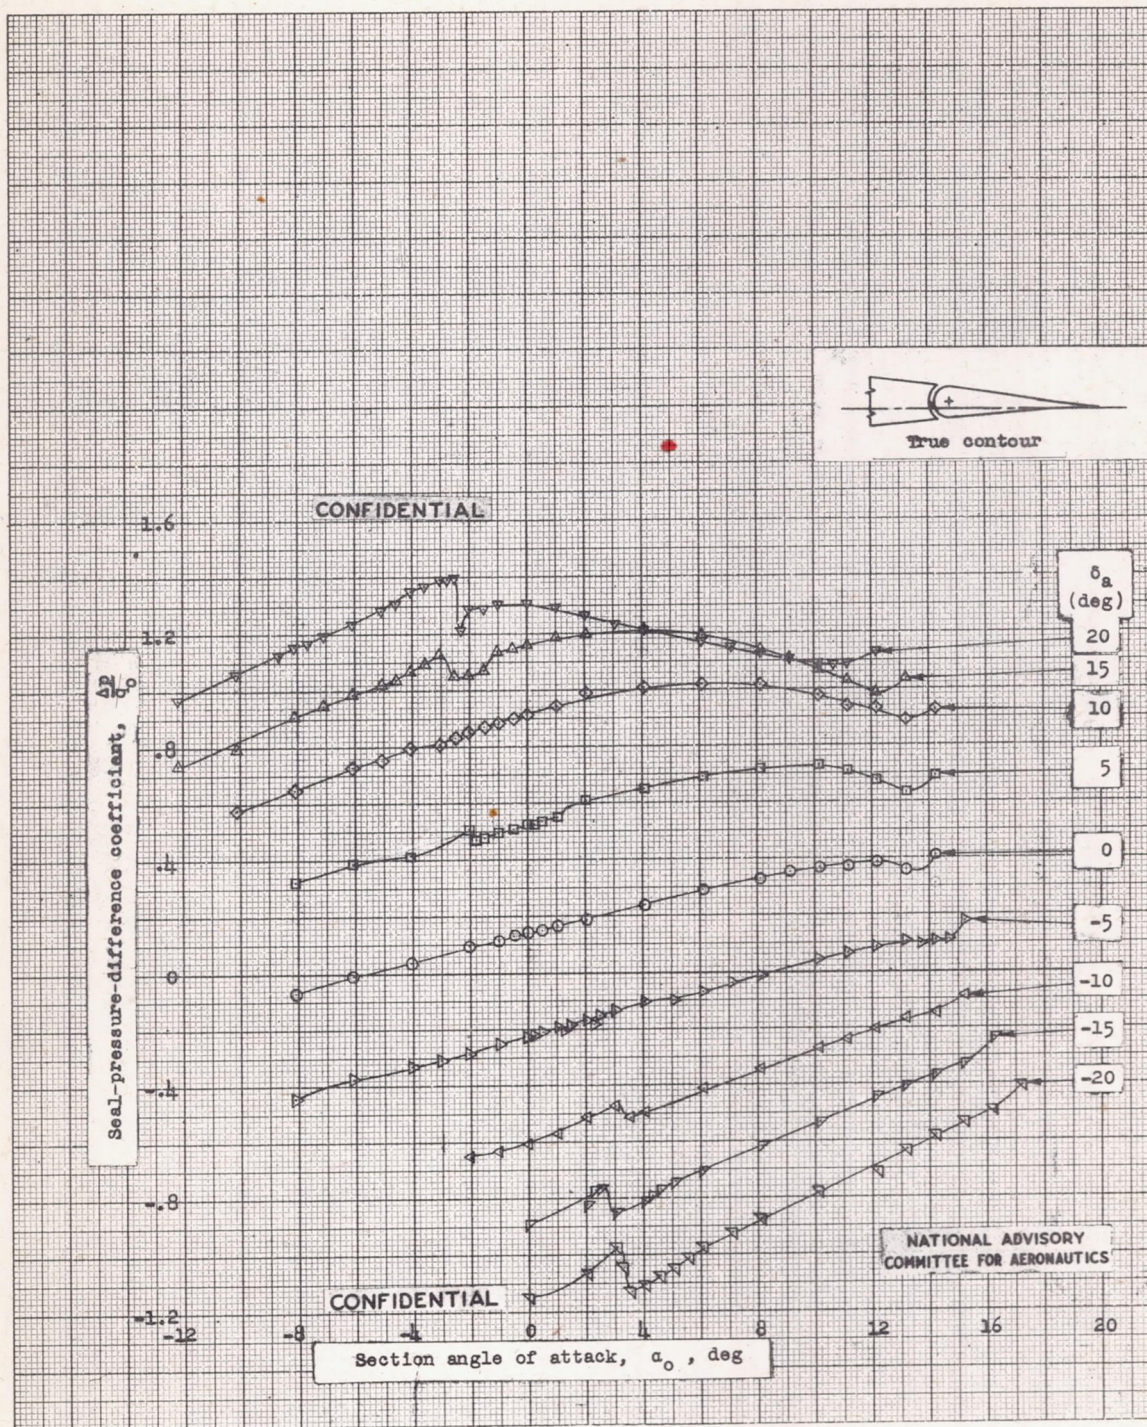 True contour
CONFIDENTIAL
1.6
1.2
.8
.4
0
-.4
-.8
-1.2
Seal-pressure-difference coefficient, Δp/q₀
δa
(deg)
20
15
10
5
0
-5
-10
-15
-20
NATIONAL ADVISORY
COMMITTEE FOR AERONAUTICS
CONFIDENTIAL
-12 -8 -4 0 4 8 12 16 20
Section angle of attack, α₀, deg